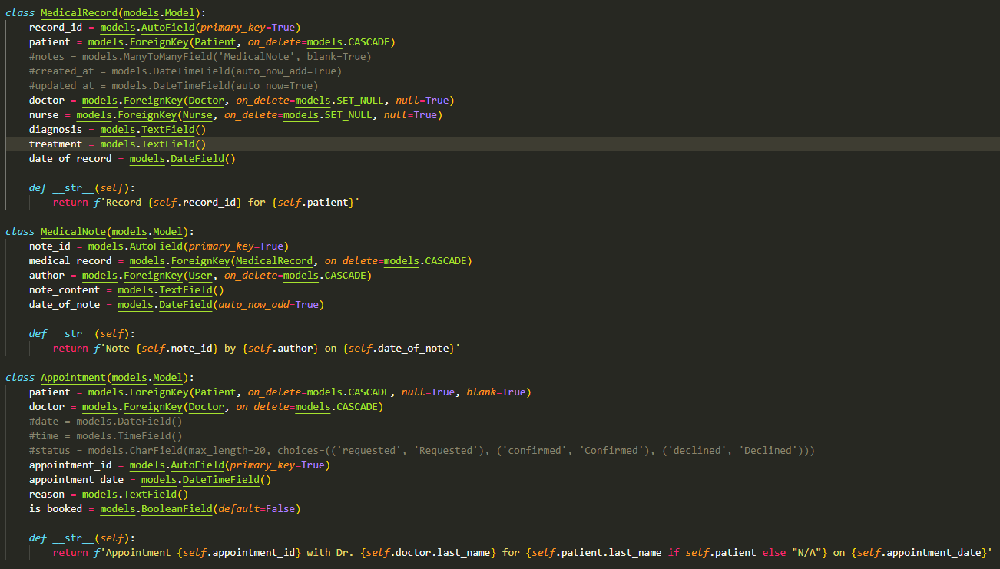 class MedicalRecord(models.Model):
    record_id = models.AutoField(primary_key=True)
    patient = models.ForeignKey(Patient, on_delete=models.CASCADE)
    #notes = models.ManyToManyField('MedicalNote', blank=True)
    #created_at = models.DateTimeField(auto_now_add=True)
    #updated_at = models.DateTimeField(auto_now=True)
    doctor = models.ForeignKey(Doctor, on_delete=models.SET_NULL, null=True)
    nurse = models.ForeignKey(Nurse, on_delete=models.SET_NULL, null=True)
    diagnosis = models.TextField()
    treatment = models.TextField()
    date_of_record = models.DateField()

    def __str__(self):
        return f'Record {self.record_id} for {self.patient}'

class MedicalNote(models.Model):
    note_id = models.AutoField(primary_key=True)
    medical_record = models.ForeignKey(MedicalRecord, on_delete=models.CASCADE)
    author = models.ForeignKey(User, on_delete=models.CASCADE)
    note_content = models.TextField()
    date_of_note = models.DateField(auto_now_add=True)

    def __str__(self):
        return f'Note {self.note_id} by {self.author} on {self.date_of_note}'

class Appointment(models.Model):
    patient = models.ForeignKey(Patient, on_delete=models.CASCADE, null=True, blank=True)
    doctor = models.ForeignKey(Doctor, on_delete=models.CASCADE)
    #date = models.DateField()
    #time = models.TimeField()
    #status = models.CharField(max_length=20, choices=(('requested', 'Requested'), ('confirmed', 'Confirmed'), ('declined', 'Declined')))
    appointment_id = models.AutoField(primary_key=True)
    appointment_date = models.DateTimeField()
    reason = models.TextField()
    is_booked = models.BooleanField(default=False)

    def __str__(self):
        return f'Appointment {self.appointment_id} with Dr. {self.doctor.last_name} for {self.patient.last_name if self.patient else "N/A"} on {self.appointment_date}'